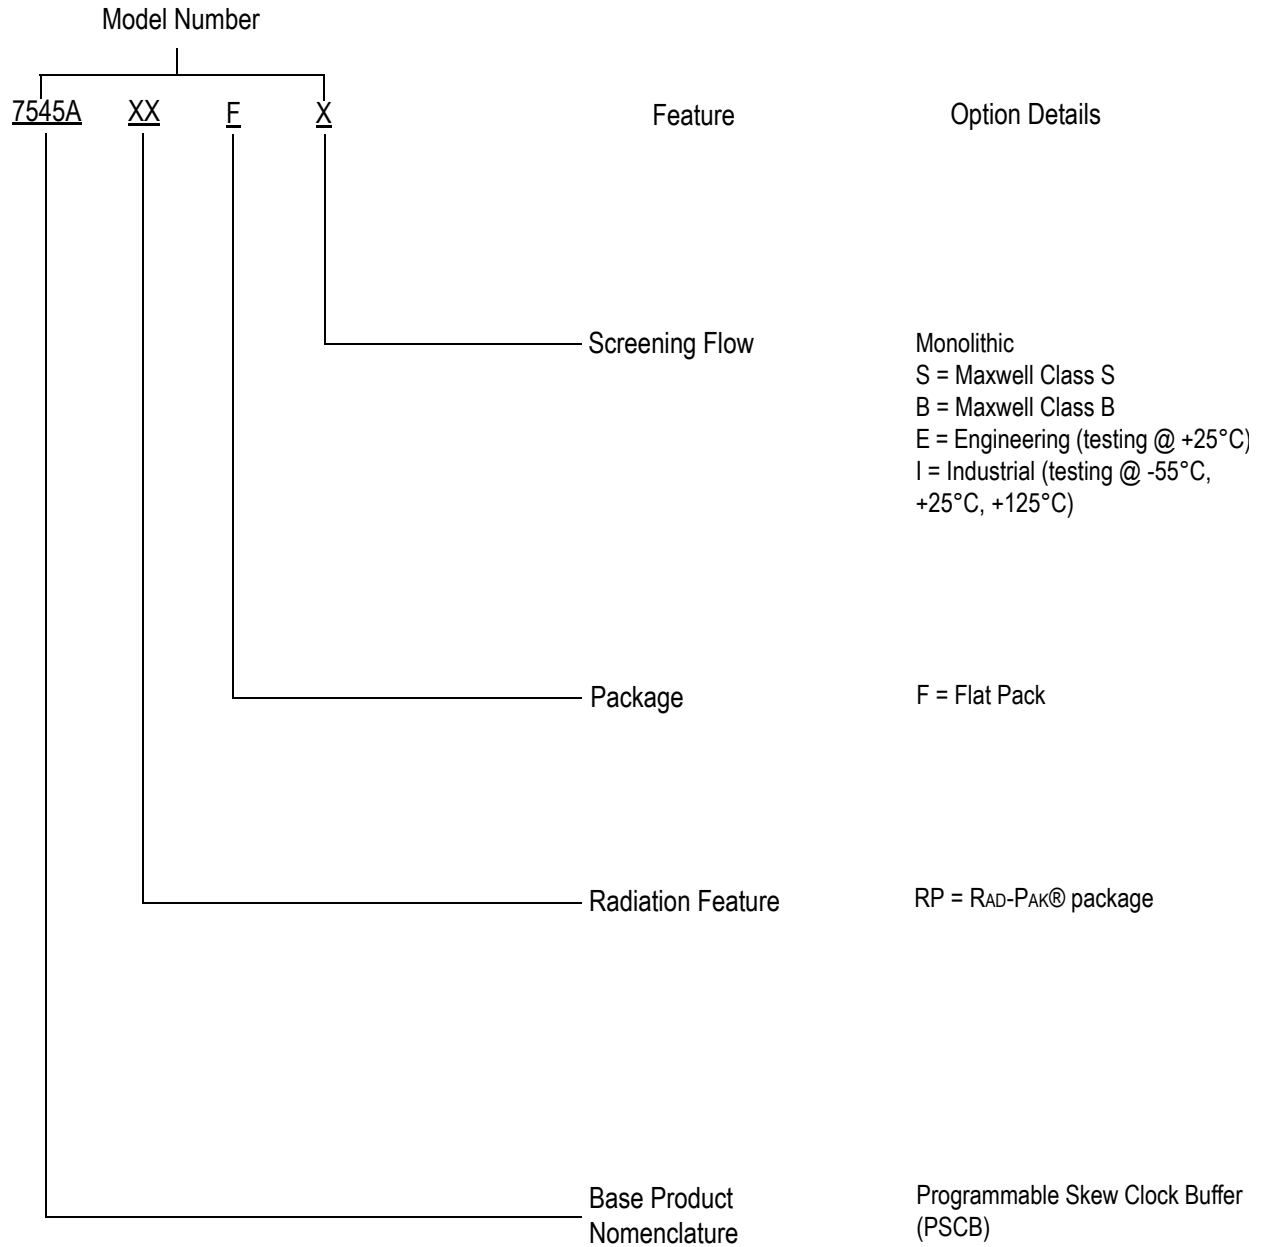 Model Number
7545A XX F X Feature Option Details
Screening Flow Monolithic
S = Maxwell Class S
B = Maxwell Class B
E = Engineering (testing @ +25°C)
I = Industrial (testing @ -55°C,
+25°C, +125°C)
Package F = Flat Pack
Radiation Feature RP = RAD-PAK® package
Base Product
Nomenclature
Programmable Skew Clock Buffer
(PSCB)